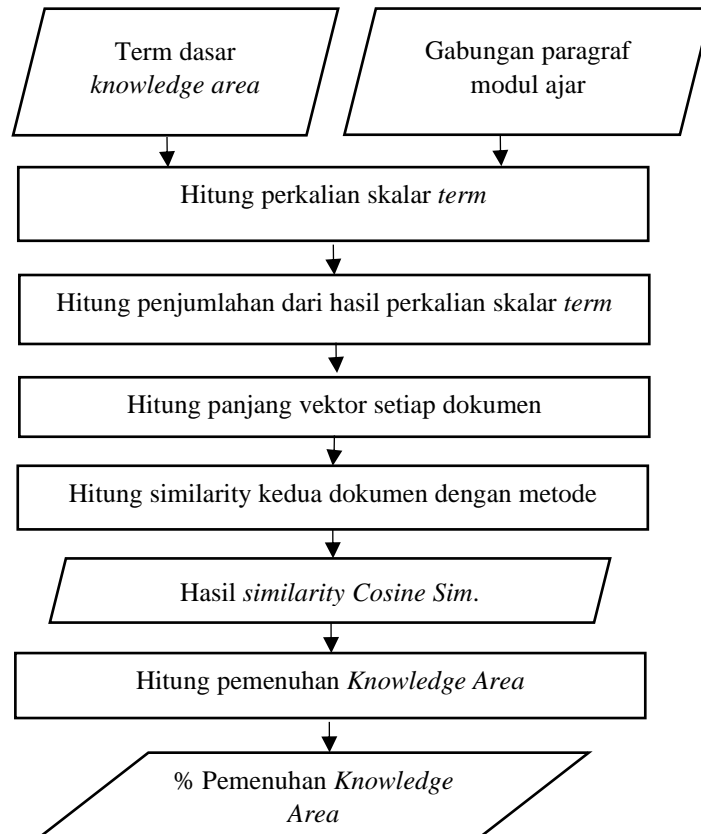 Term dasar
knowledge area
Gabungan paragraf
modul ajar
Hitung perkalian skalar term
Hitung penjumlahan dari hasil perkalian skalar term
Hitung panjang vektor setiap dokumen
Hitung similarity kedua dokumen dengan metode
Hasil similarity Cosine Sim.
Hitung pemenuhan Knowledge Area
% Pemenuhan Knowledge
Area